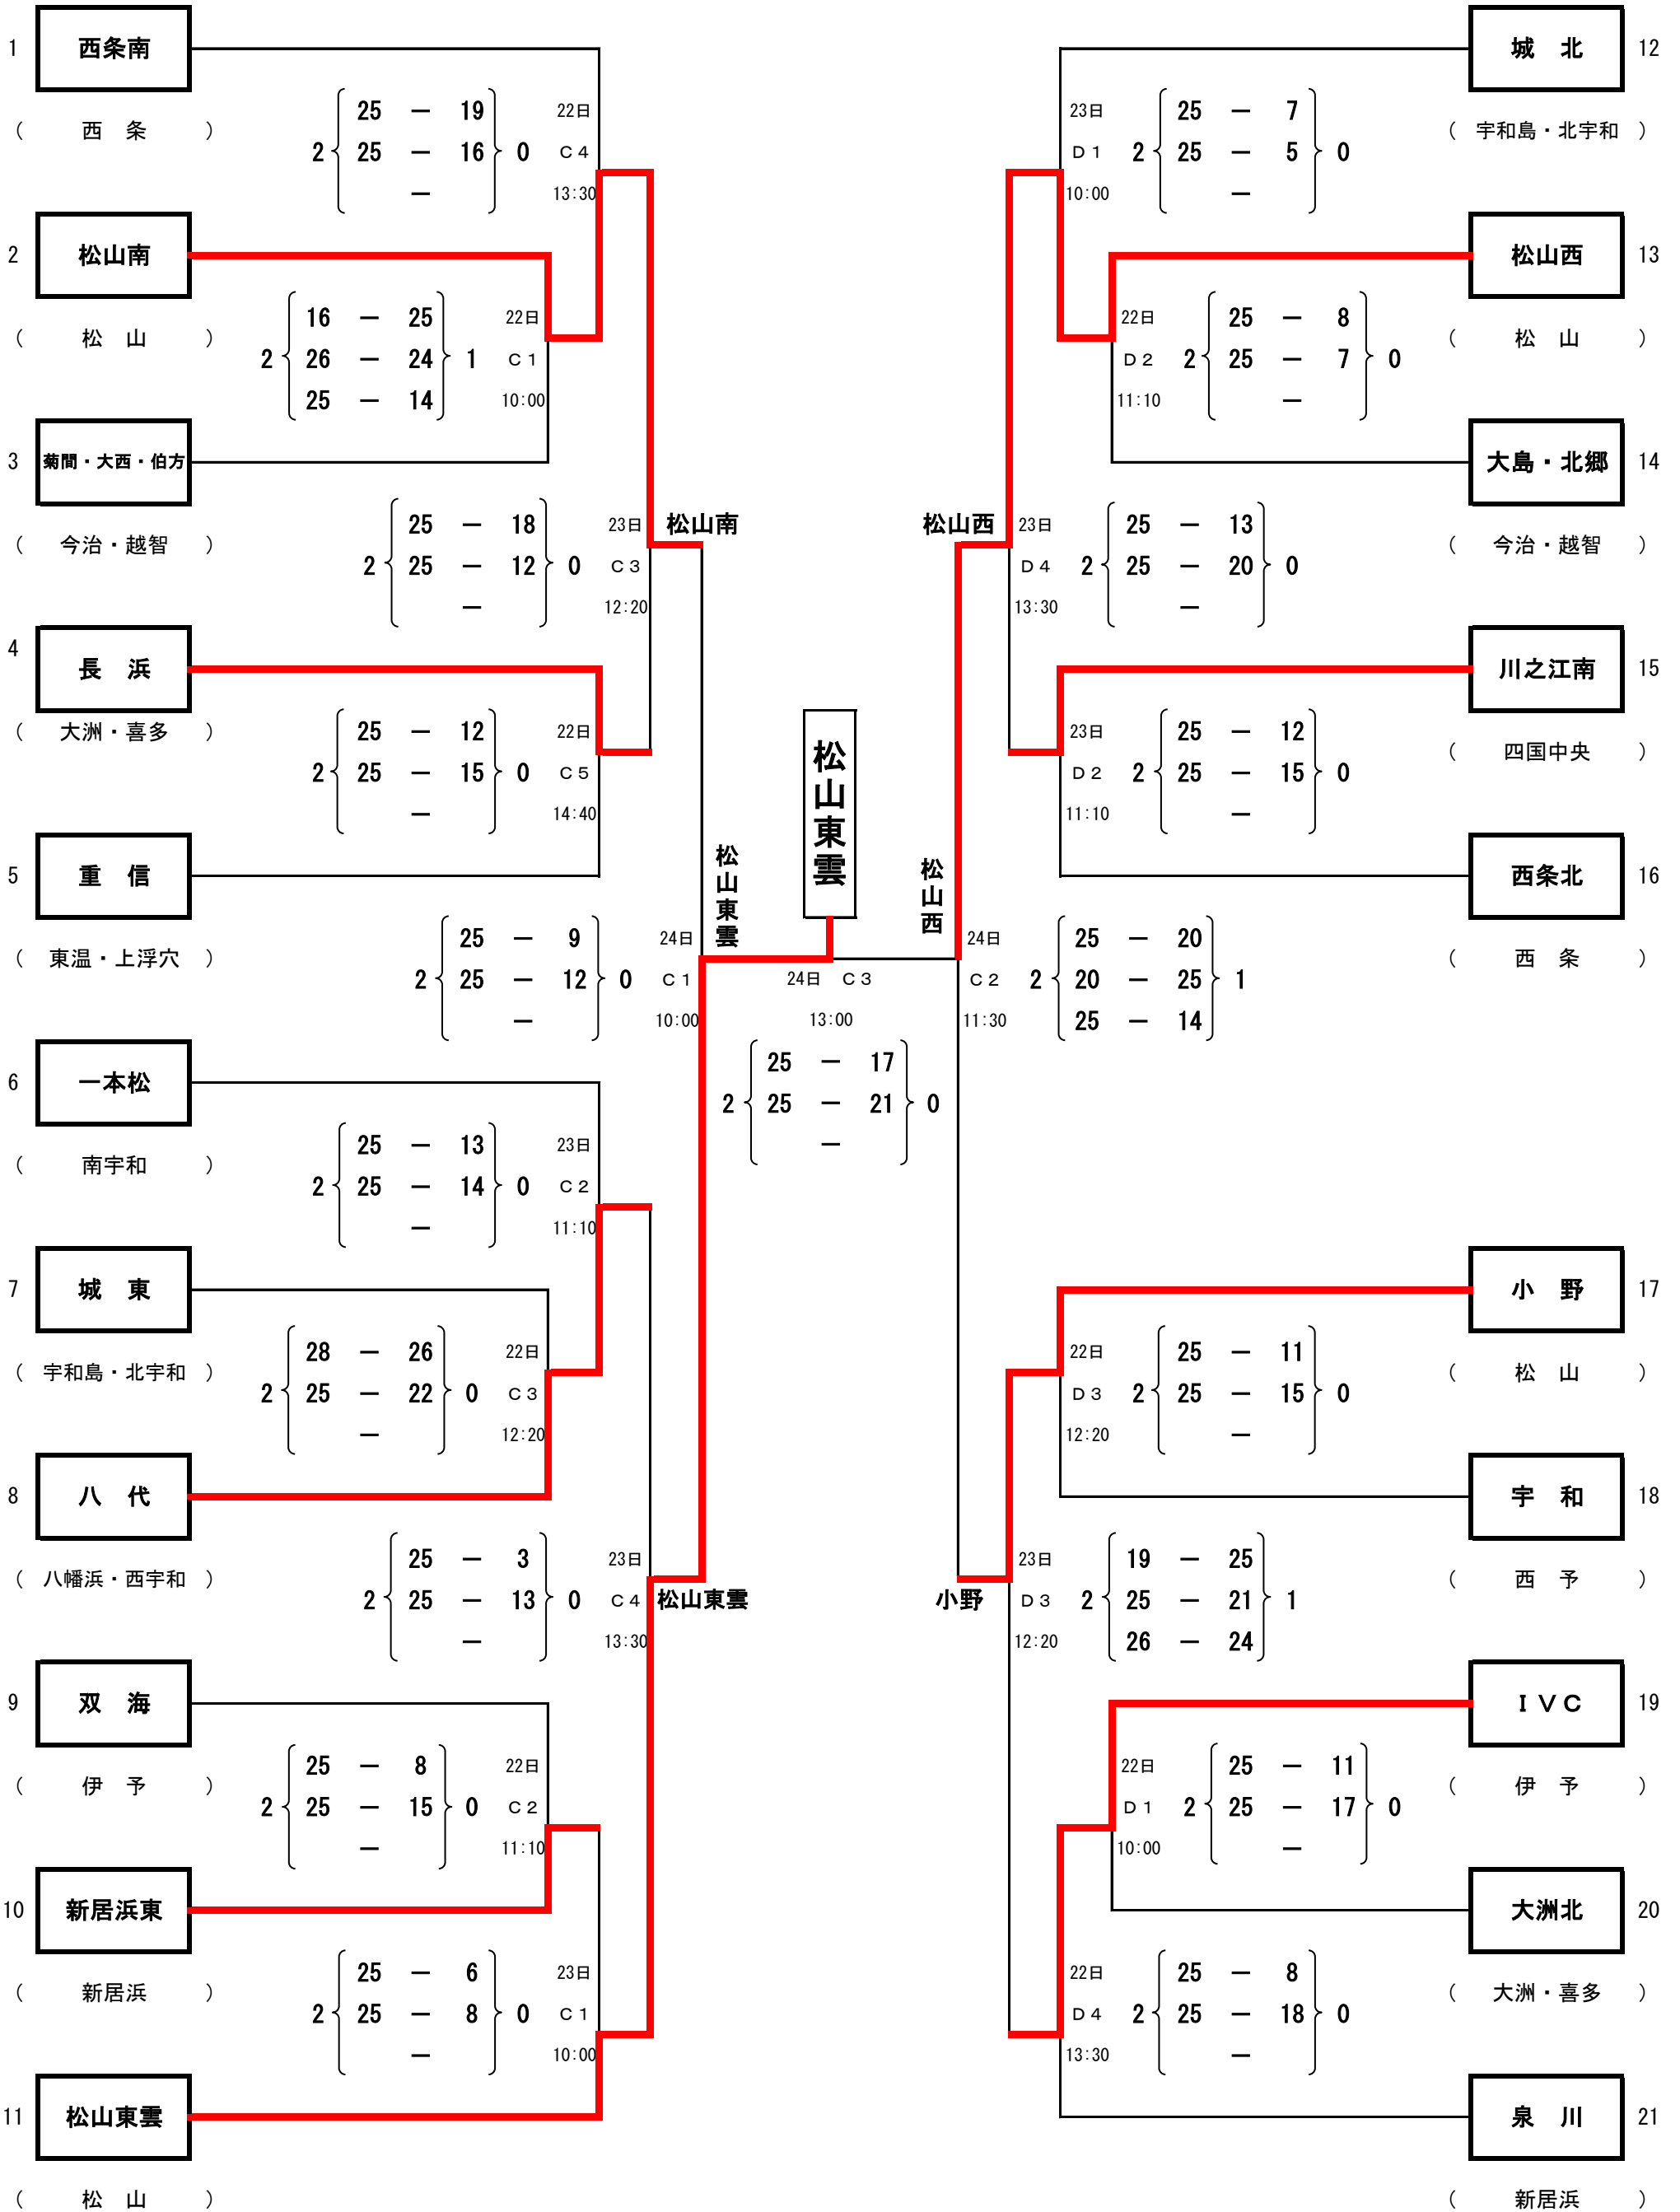 1 西条南
( 西 条 )
25 － 19 22日
2 25 － 16 0 C4
－ 13:30
2 松山南
( 松 山 )
16 － 25 22日
2 26 － 24 1 C1
25 － 14 10:00
3 菊間・大西・伯方
( 今治・越智 )
25 － 18 23日 松山南
2 25 － 12 0 C3
－ 12:20
4 長 浜
( 大洲・喜多 )
25 － 12 22日
2 25 － 15 0 C5
－ 14:40
5 重 信
( 東温・上浮穴 )
松山東雲
25 － 9 24日
2 25 － 12 0 C1
－ 10:00
6 一本松
( 南宇和 )
25 － 13 23日
2 25 － 14 0 C2
－ 11:10
7 城 東
( 宇和島・北宇和 )
28 － 26 22日
2 25 － 22 0 C3
－ 12:20
8 八 代
( 八幡浜・西宇和 )
25 － 3 23日
2 25 － 13 0 C4 松山東雲
－ 13:30
9 双 海
( 伊 予 )
25 － 8 22日
2 25 － 15 0 C2
－ 11:10
10 新居浜東
( 新居浜 )
25 － 6 23日
2 25 － 8 0 C1
－ 10:00
11 松山東雲
( 松 山 )
松山東雲
24日 C3
13:00
25 － 17
2 25 － 21 0
－
城 北 12
( 宇和島・北宇和 )
23日 25 － 7
D1 2 25 － 5 0
10:00 －
松山西 13
( 松 山 )
22日 25 － 8
D2 2 25 － 7 0
11:10 －
大島・北郷 14
( 今治・越智 )
松山西 23日 25 － 13
D4 2 25 － 20 0
13:30 －
川之江南 15
( 四国中央 )
23日 25 － 12
D2 2 25 － 15 0
11:10 －
西条北 16
( 西 条 )
松山西
24日 25 － 20
C2 2 20 － 25 1
11:30 25 － 14
小 野 17
( 松 山 )
22日 25 － 11
D3 2 25 － 15 0
12:20 －
宇 和 18
( 西 予 )
23日 19 － 25
小野 D3 2 25 － 21 1
12:20 26 － 24
ＩＶＣ 19
( 伊 予 )
22日 25 － 11
D1 2 25 － 17 0
10:00 －
大洲北 20
( 大洲・喜多 )
22日 25 － 8
D4 2 25 － 18 0
13:30 －
泉 川 21
( 新居浜 )